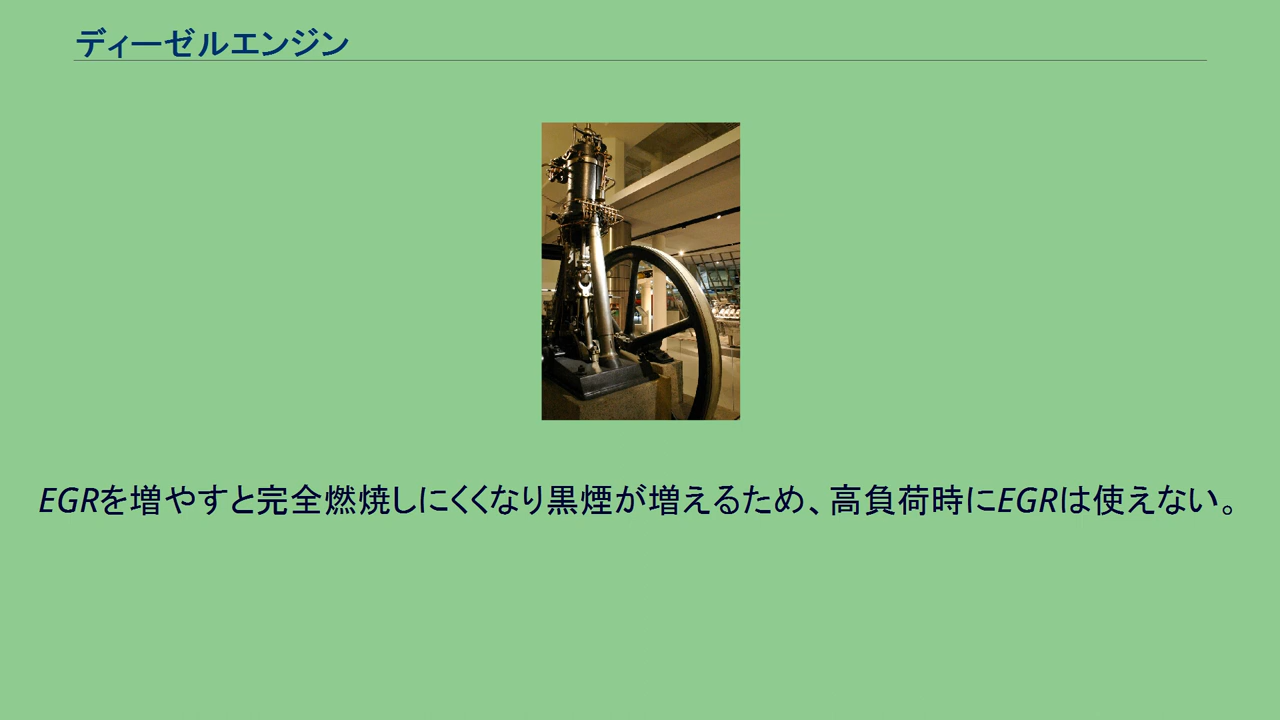 ディーゼルエンジン
EGRを増やすと完全燃焼しにくくなり黒煙が増えるため、高負荷時にEGRは使えない。